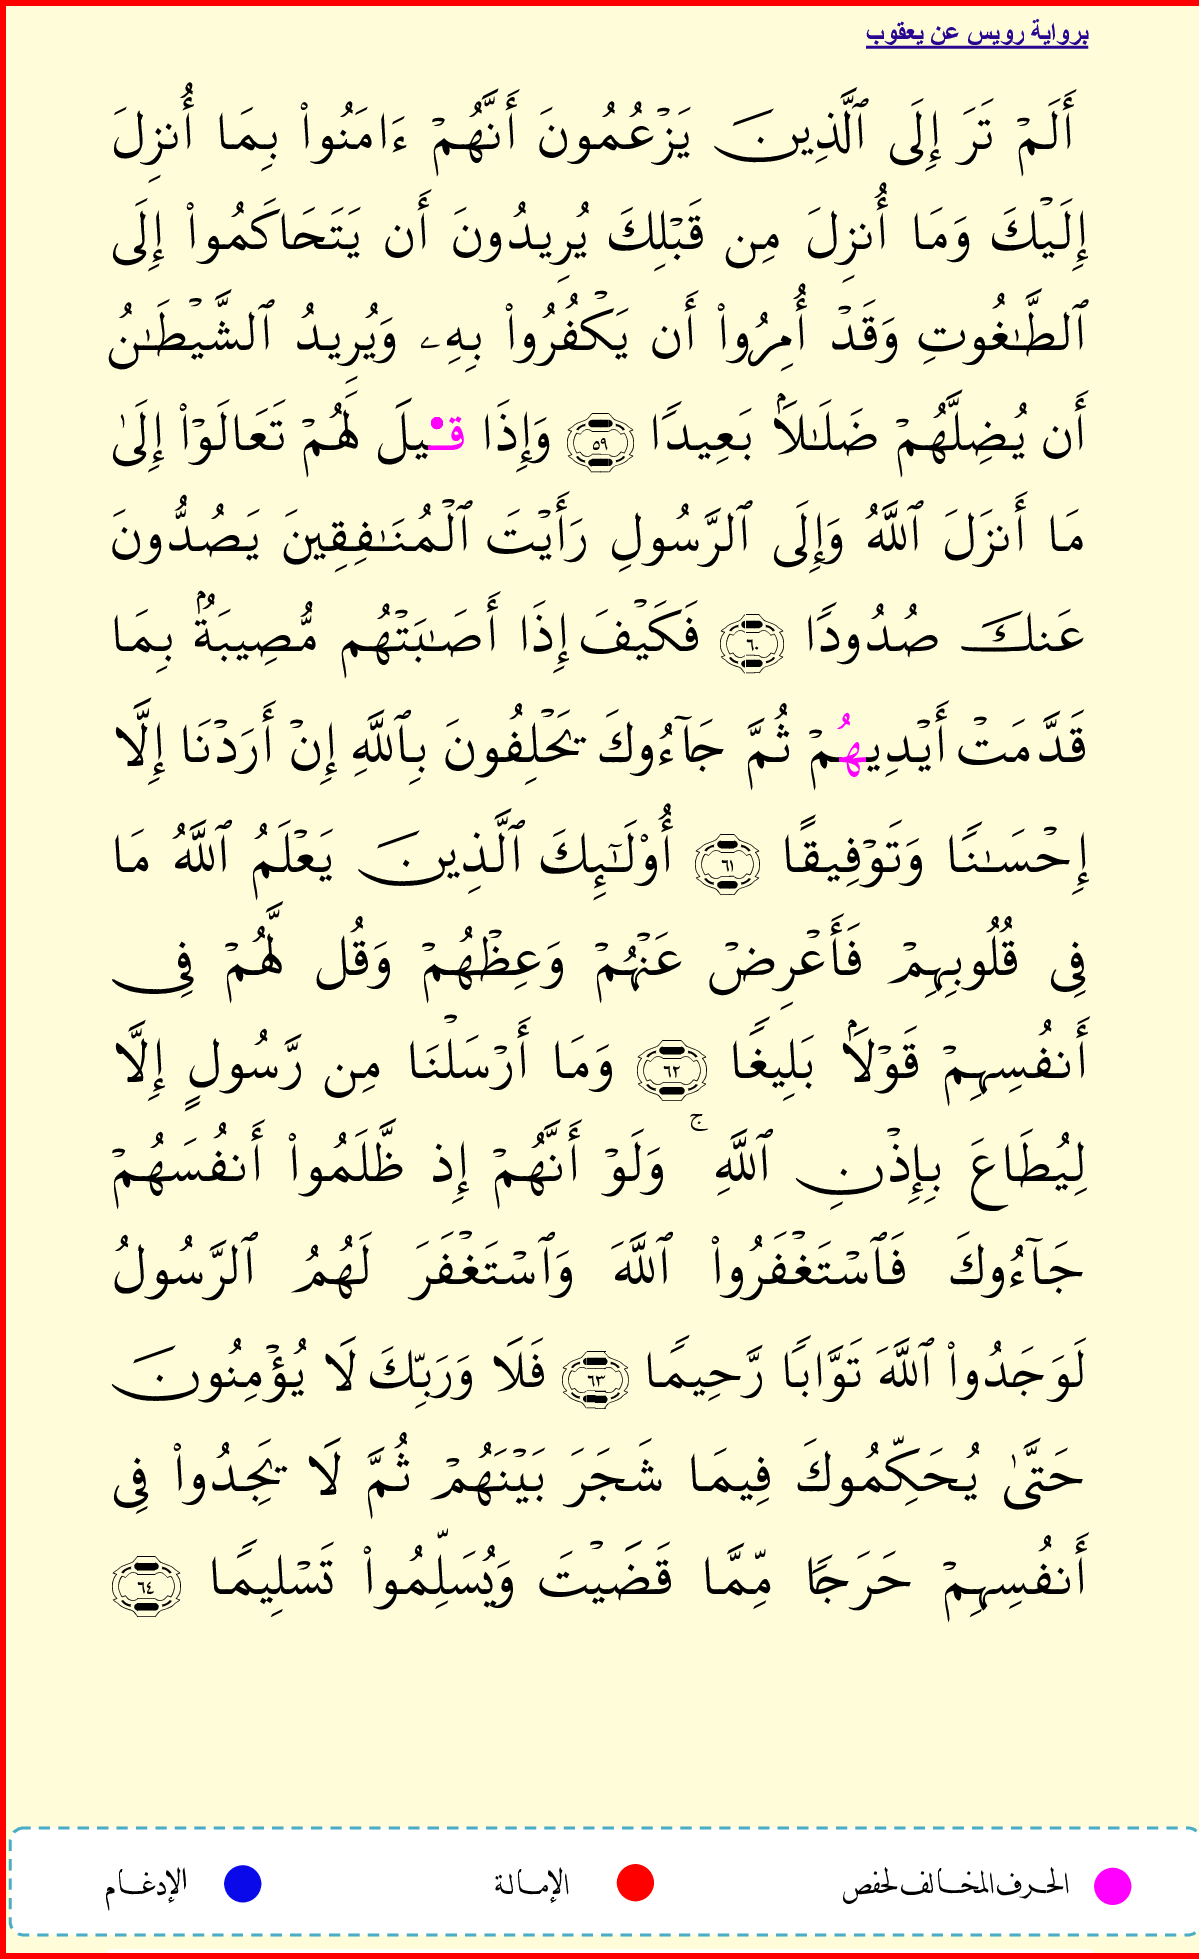 برواية رويس عن يعقوب
أَلَمۡ تَرَ إِلَى ٱلَّذِينَ يَزۡعُمُونَ أَنَّهُمۡ ءَامَنُواْ بِمَا أُنزِلَ
إِلَيۡكَ وَمَا أُنزِلَ مِن قَبۡلِكَ يُرِيدُونَ أَن يَتَحَاكَمُواْ إِلَى
ٱلطَّٰغُوتِ وَقَدۡ أُمِرُواْ أَن يَكۡفُرُواْ بِهِۦ وَيُرِيدُ ٱلشَّيۡطَٰنُ
أَن يُضِلَّهُمۡ ضَلَٰلَۢا بَعِيدٗا ٥٩ وَإِذَا قِيلَ لَهُمۡ تَعَالَوۡاْ إِلَىٰ
مَا أَنزَلَ ٱللَّهُ وَإِلَى ٱلرَّسُولِ رَأَيۡتَ ٱلۡمُنَٰفِقِينَ يَصُدُّونَ
عَنكَ صُدُودٗا ٦٠ فَكَيۡفَ إِذَا أَصَٰبَتۡهُم مُّصِيبَةُۢ بِمَا
قَدَّمَتۡ أَيۡدِيهُمۡ ثُمَّ جَآءُوكَ يَحۡلِفُونَ بِٱللَّهِ إِنۡ أَرَدۡنَا إِلَّا
إِحۡسَٰنٗا وَتَوۡفِيقًا ٦١ أُوْلَٰٓئِكَ ٱلَّذِينَ يَعۡلَمُ ٱللَّهُ مَا
فِي قُلُوبِهِمۡ فَأَعۡرِضۡ عَنۡهُمۡ وَعِظۡهُمۡ وَقُل لَّهُمۡ فِي
أَنفُسِهِمۡ قَوۡلَۢا بَلِيغٗا ٦٢ وَمَا أَرۡسَلۡنَا مِن رَّسُولٍ إِلَّا
لِيُطَاعَ بِإِذۡنِ ٱللَّهِۚ وَلَوۡ أَنَّهُمۡ إِذ ظَّلَمُواْ أَنفُسَهُمۡ
جَآءُوكَ فَٱسۡتَغۡفَرُواْ ٱللَّهَ وَٱسۡتَغۡفَرَ لَهُمُ ٱلرَّسُولُ
لَوَجَدُواْ ٱللَّهَ تَوَّابٗا رَّحِيمٗا ٦٣ فَلَا وَرَبِّكَ لَا يُؤۡمِنُونَ
حَتَّىٰ يُحَكِّمُوكَ فِيمَا شَجَرَ بَيۡنَهُمۡ ثُمَّ لَا يَجِدُواْ فِي
أَنفُسِهِمۡ حَرَجٗا مِّمَّا قَضَيۡتَ وَيُسَلِّمُواْ تَسۡلِيمٗا ٦٤
الحرف المخالف لحفص الإمالة الإدغام